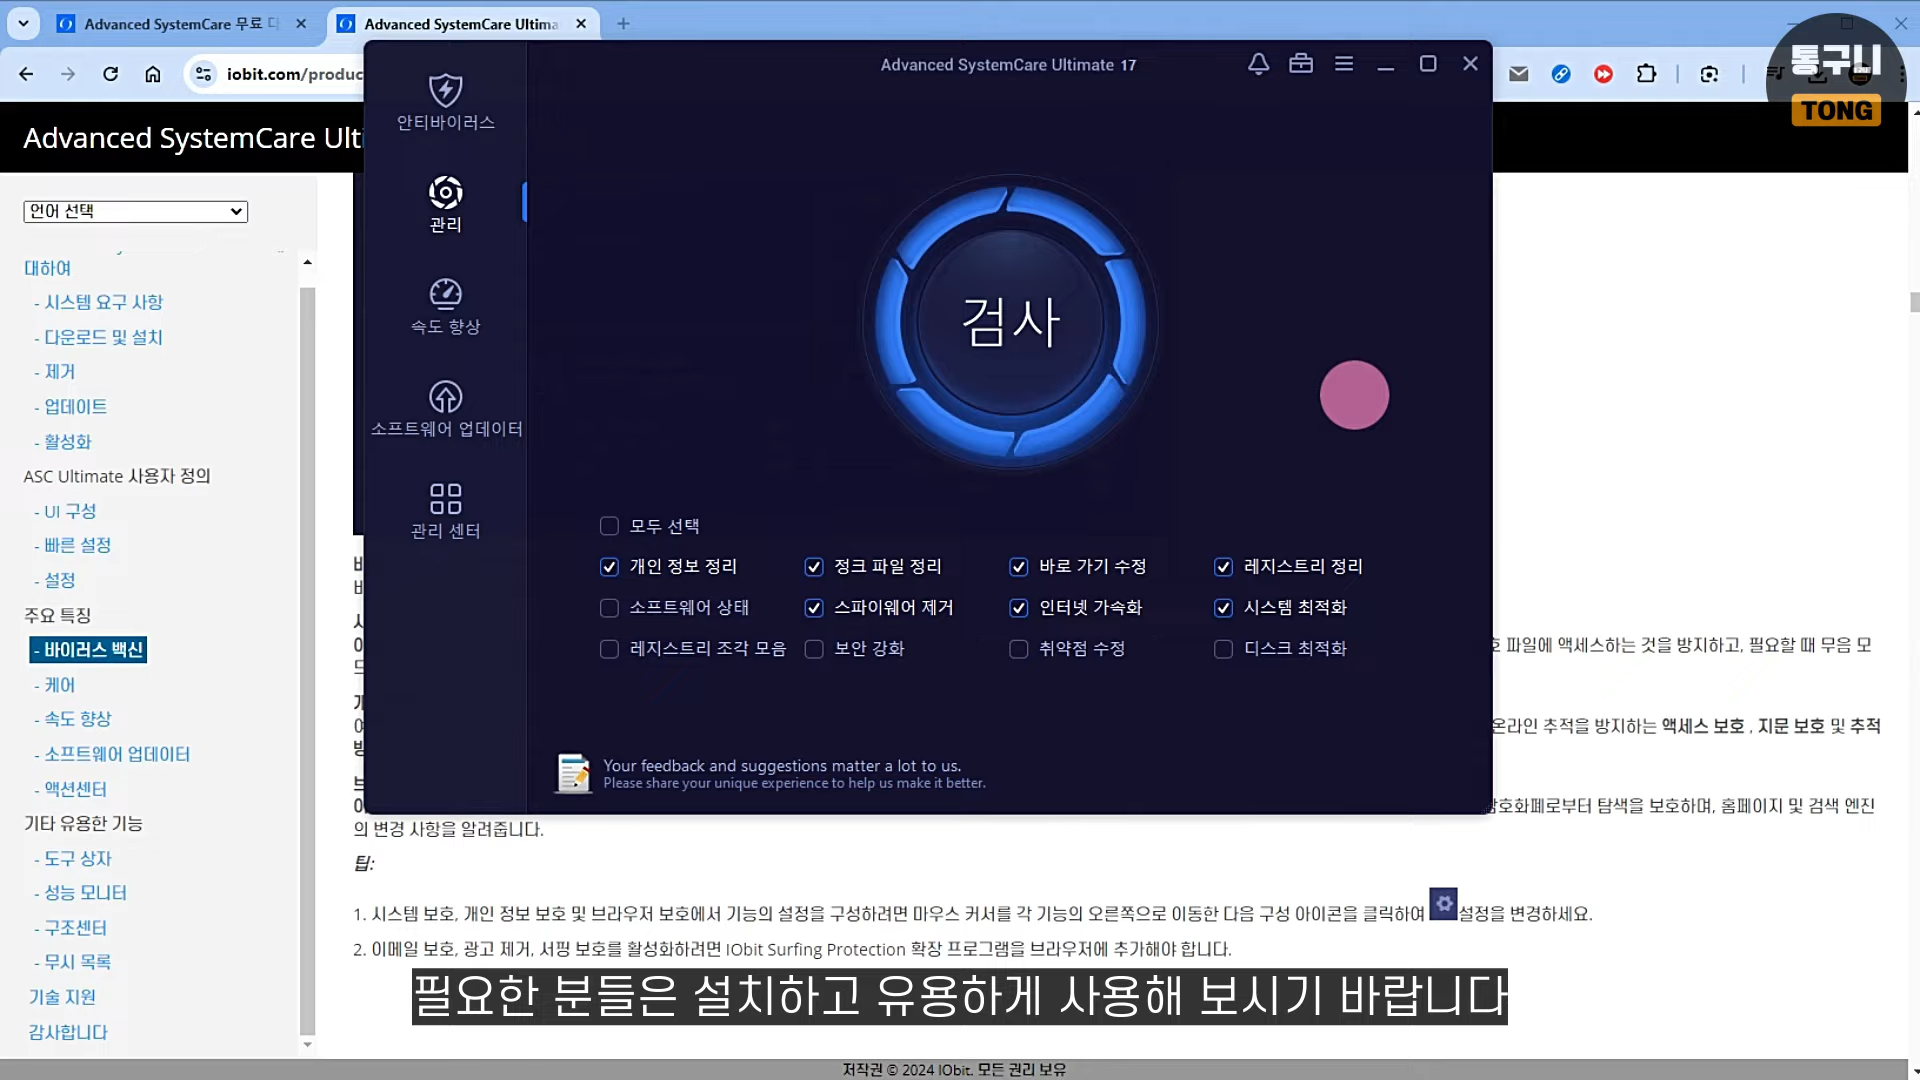 Advanced SystemCare 무료 다
Advanced SystemCare Ultima
iobit.com/produc
통구니
TONG
Advanced SystemCare Ulti
언어 선택
대하여
- 시스템 요구 사항
- 다운로드 및 설치
- 제거
- 업데이트
- 활성화
ASC Ultimate 사용자 정의
- UI 구성
- 빠른 설정
- 설정
주요 특징
- 바이러스 백신
- 케어
- 속도 향상
- 소프트웨어 업데이터
- 액션센터
기타 유용한 기능
- 도구 상자
- 성능 모니터
- 구조센터
- 무시 목록
기술 지원
감사합니다
Advanced SystemCare Ultimate 17
안티바이러스
관리
속도 향상
소프트웨어 업데이터
관리 센터
검사
모두 선택
개인 정보 정리
정크 파일 정리
바로 가기 수정
레지스트리 정리
소프트웨어 상태
스파이웨어 제거
인터넷 가속화
시스템 최적화
레지스트리 조각 모음
보안 강화
취약점 수정
디스크 최적화
Your feedback and suggestions matter a lot to us.
Please share your unique experience to help us make it better.
파일에 액세스하는 것을 방지하고, 필요할 때 무음 모
온라인 추적을 방지하는 액세스 보호 , 지문 보호 및 추적
암호화폐로부터 탐색을 보호하며, 홈페이지 및 검색 엔진
의 변경 사항을 알려줍니다.
팁:
1. 시스템 보호, 개인 정보 보호 및 브라우저 보호에서 기능의 설정을 구성하려면 마우스 커서를 각 기능의 오른쪽으로 이동한 다음 구성 아이콘을 클릭하여 설정을 변경하세요.
2. 이메일 보호, 광고 제거, 서핑 보호를 활성화하려면 IObit Surfing Protection 확장 프로그램을 브라우저에 추가해야 합니다.
필요한 분들은 설치하고 유용하게 사용해 보시기 바랍니다
저작권 © 2024 IObit. 모든 권리 보유